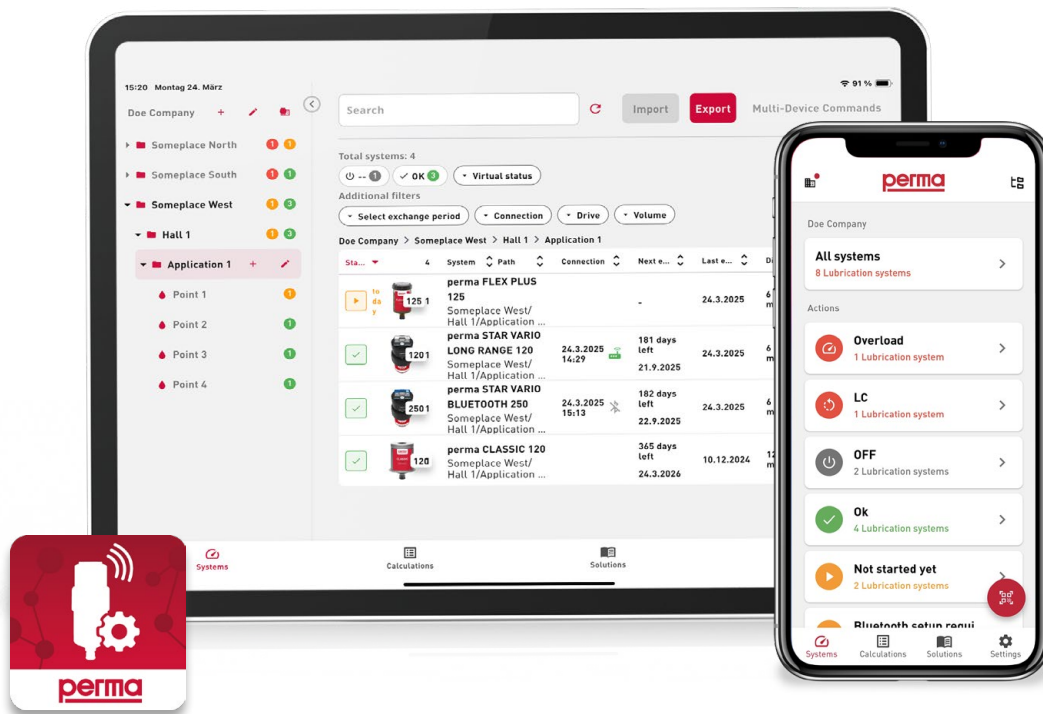 15:20 Montag 24. März
91 %
Doe Company +
Someplace North 1 1
Someplace South 1 1
Someplace West 1 3
Hall 1 1 3
Application 1 +
Point 1 1
Point 2 1
Point 3 1
Point 4 1
Search
Import
Export
Multi-Device Commands
Total systems: 4
-- 1
OK 3
Virtual status
Additional filters
Select exchange period
Connection
Drive
Volume
Doe Company > Someplace West > Hall 1 > Application 1
Sta... 4 System Path Connection Next e... Last e...
to
da
y
125 1
perma FLEX PLUS
125
Someplace West/
Hall 1/Application ...
-
24.3.2025
6
1201
perma STAR VARIO
LONG RANGE 120
Someplace West/
Hall 1/Application ...
24.3.2025
14:29
181 days
left
21.9.2025
24.3.2025
6
2501
perma STAR VARIO
BLUETOOTH 250
Someplace West/
Hall 1/Application ...
24.3.2025
15:13
182 days
left
22.9.2025
24.3.2025
6
120
perma CLASSIC 120
Someplace West/
Hall 1/Application ...
365 days
left
24.3.2026
10.12.2024
12
Systems
Calculations
Solutions
perma
perma
Doe Company
All systems
8 Lubrication systems
Actions
Overload
1 Lubrication system
LC
1 Lubrication system
OFF
2 Lubrication systems
Ok
4 Lubrication systems
Not started yet
2 Lubrication systems
Bluetooth setup requi
Systems
Calculations
Solutions
Settings